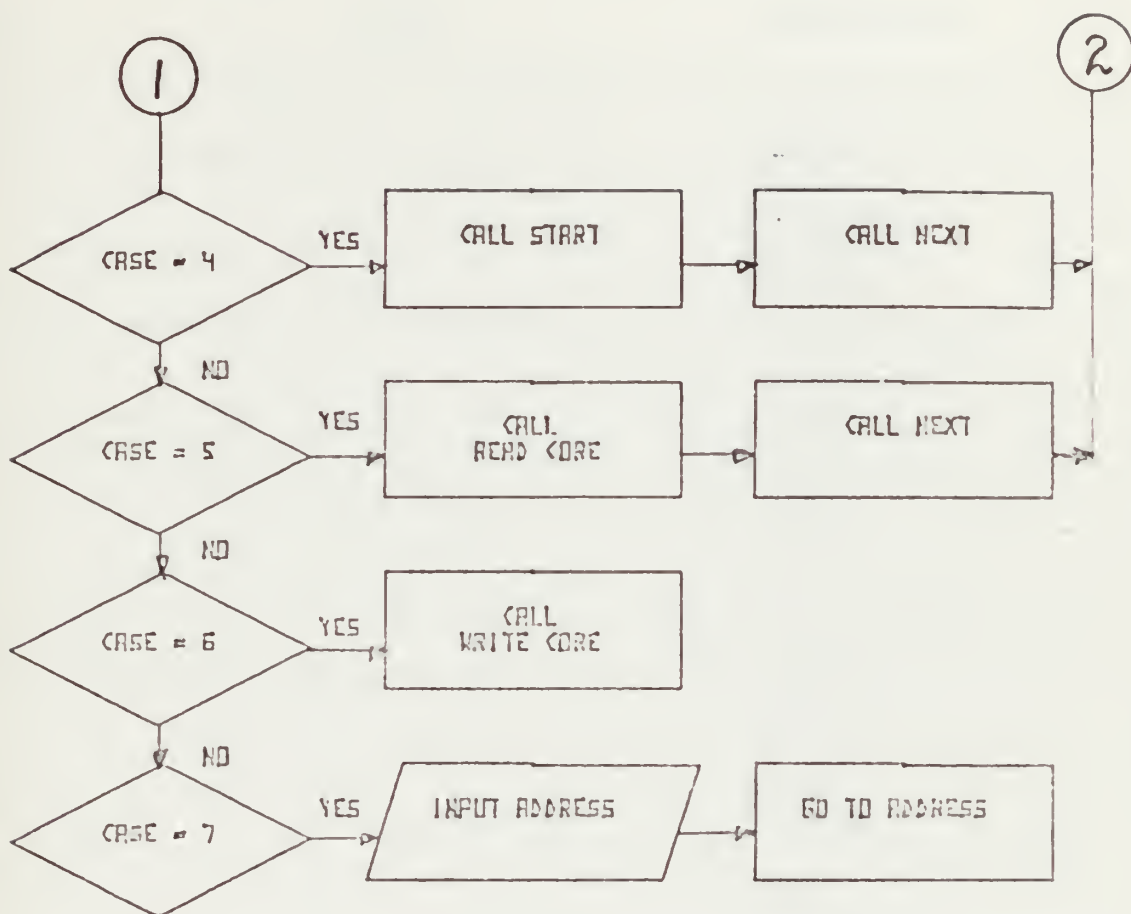 1
2
CASE = 4
YES
CALL START
CALL NEXT
NO
CASE = 5
YES
CALL
READ CORE
CALL NEXT
NO
CASE = 6
YES
CALL
WRITE CORE
NO
CASE = 7
YES
INPUT ADDRESS
GO TO ADDRESS